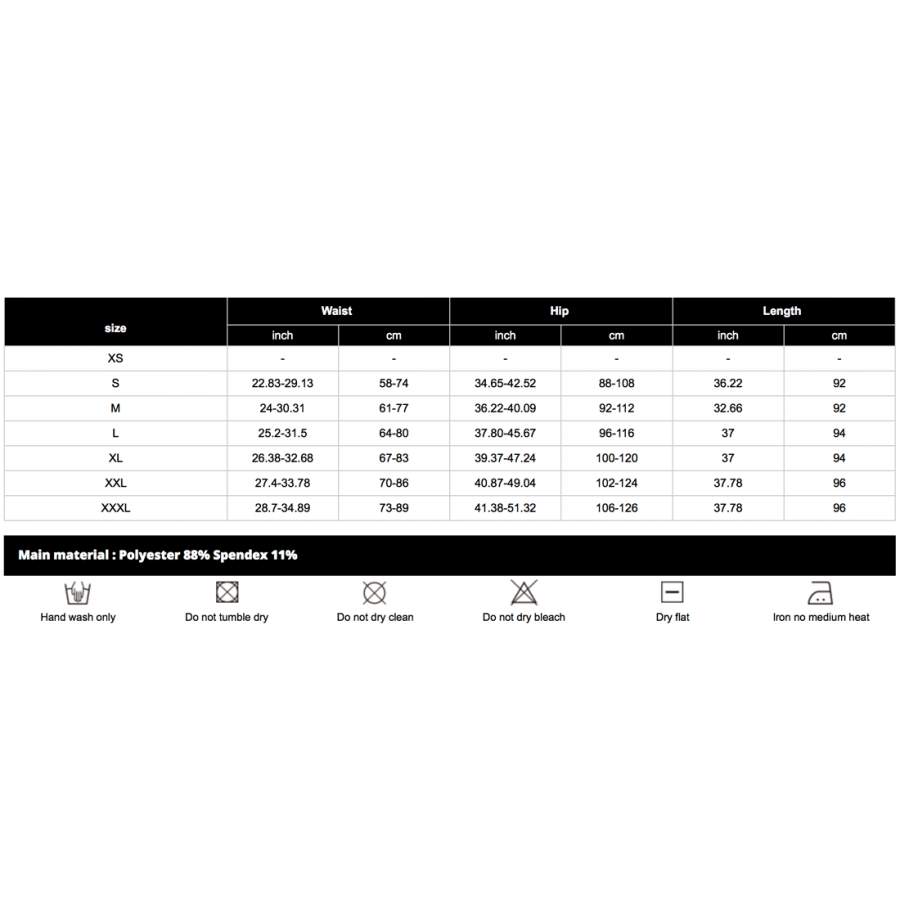 size Waist Hip Length
inch cm inch cm inch cm
XS - - - - - -
S 22.83-29.13 58-74 34.65-42.52 88-108 36.22 92
M 24-30.31 61-77 36.22-40.09 92-112 32.66 92
L 25.2-31.5 64-80 37.80-45.67 96-116 37 94
XL 26.38-32.68 67-83 39.37-47.24 100-120 37 94
XXL 27.4-33.78 70-86 40.87-49.04 102-124 37.78 96
XXXL 28.7-34.89 73-89 41.38-51.32 106-126 37.78 96
Main material : Polyester 88% Spendex 11%
Hand wash only Do not tumble dry Do not dry clean Do not dry bleach Dry flat Iron no medium heat